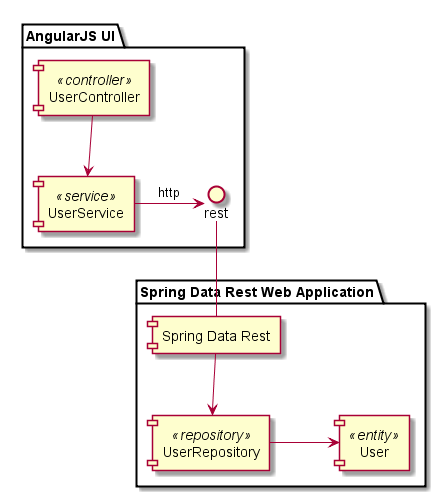 AngularJS UI
«controller»
UserController
«service»
UserService
http
rest
Spring Data Rest Web Application
Spring Data Rest
«repository»
UserRepository
«entity»
User